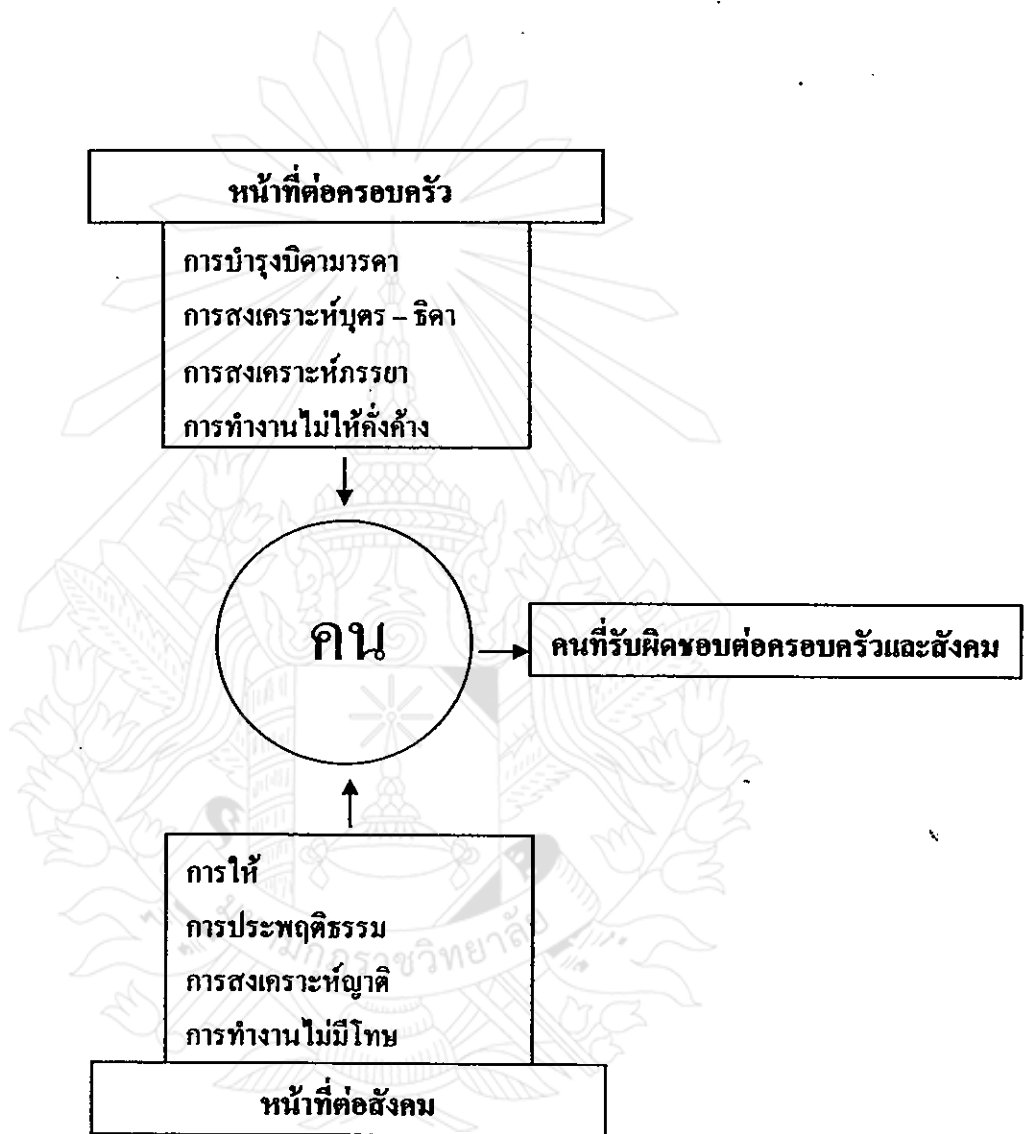 หน้าที่ต่อครอบครัว
การบำรุงบิดามารดา
การสงเคราะห์บุตร – ธิดา
การสงเคราะห์ภรรยา
การทำงานไม่ให้คั่งค้าง
คน
คนที่รับผิดชอบต่อครอบครัวและสังคม
การให้
การประพฤติธรรม
การสงเคราะห์ญาติ
การทำงานไม่มีโทษ
หน้าที่ต่อสังคม